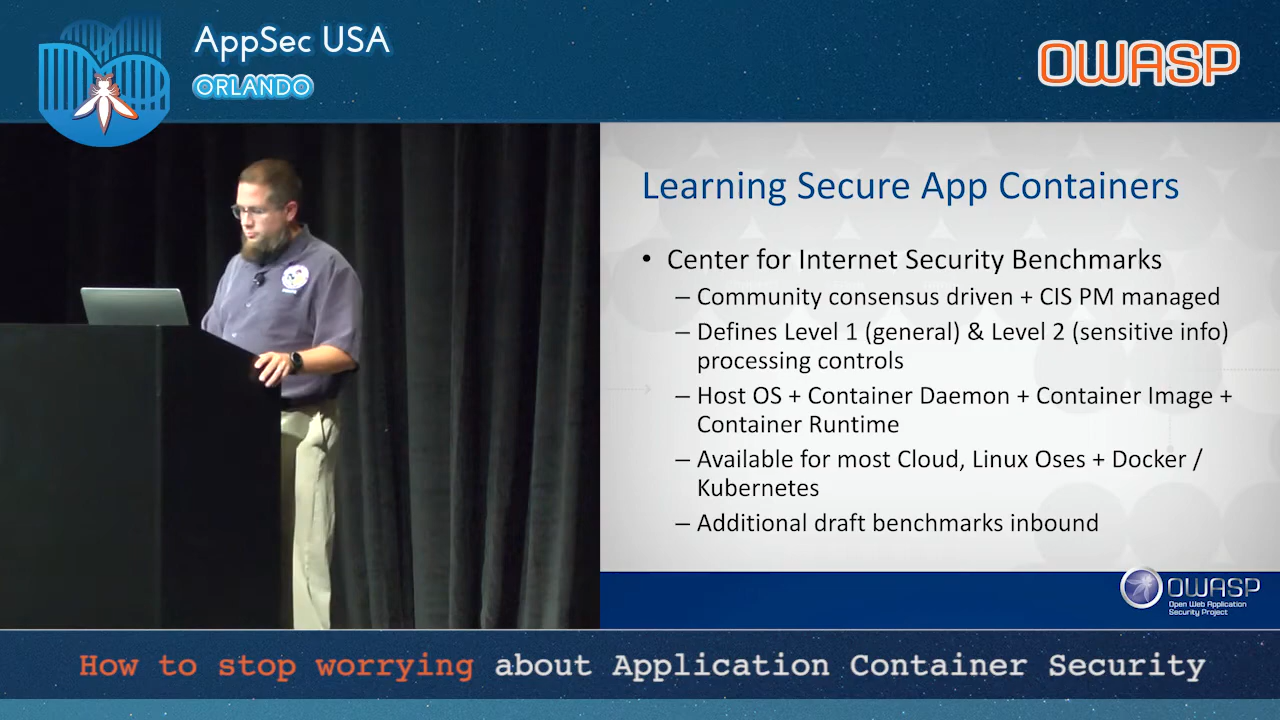 AppSec USA
ORLANDO
OWASP
Learning Secure App Containers
• Center for Internet Security Benchmarks
– Community consensus driven + CIS PM managed
– Defines Level 1 (general) & Level 2 (sensitive info)
processing controls
– Host OS + Container Daemon + Container Image +
Container Runtime
– Available for most Cloud, Linux Oses + Docker /
Kubernetes
– Additional draft benchmarks inbound
OWASP
Open Web Application
Security Project
How to stop worrying about Application Container Security